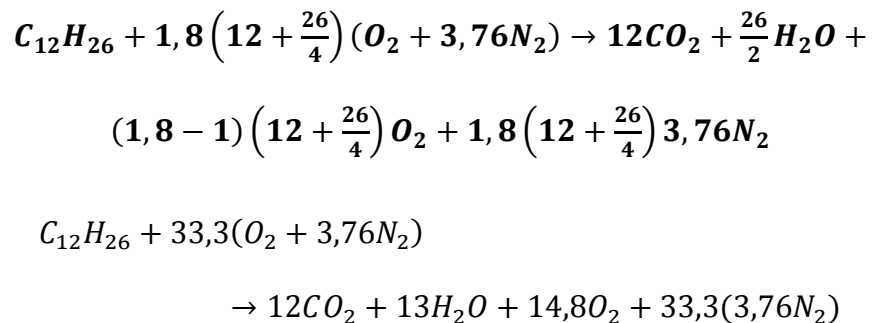 C₁₂H₂₆ + 1,8(12 + 26/4)(O₂ + 3,76N₂) → 12CO₂ + 26/2 H₂O +
(1,8 − 1)(12 + 26/4)O₂ + 1,8(12 + 26/4)3,76N₂
C₁₂H₂₆ + 33,3(O₂ + 3,76N₂)
→ 12CO₂ + 13H₂O + 14,8O₂ + 33,3(3,76N₂)